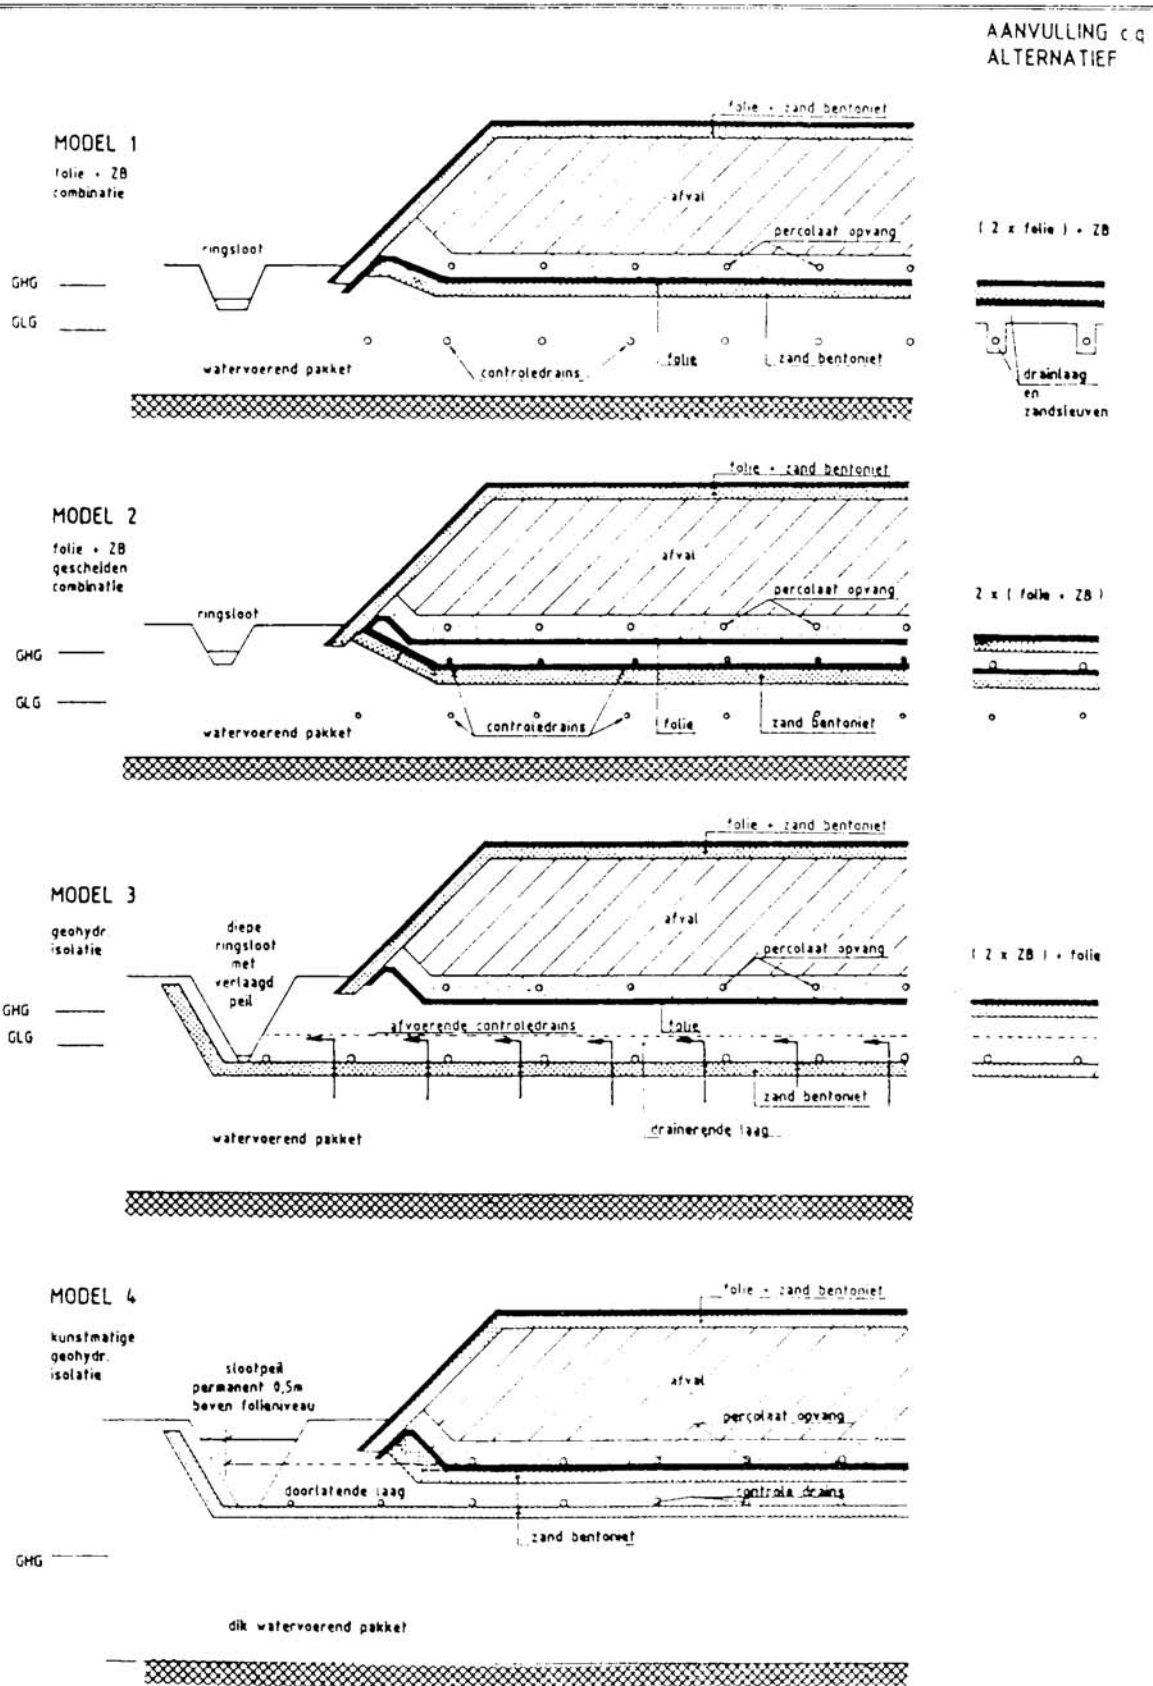 AANVULLING c.q
ALTERNATIEF
MODEL 1
folie + ZB
combinatie
folie + zand bentoniet
afval
percolaat opvang
ringsloot
GHG
GLG
watervoerend pakket
controledrains
folie
zand bentoniet
( 2 x folie ) + ZB
drainlaag
en
zandsleuven
MODEL 2
folie + ZB
gescheiden
combinatie
folie + zand bentoniet
afval
percolaat opvang
ringsloot
GHG
GLG
watervoerend pakket
controledrains
folie
zand bentoniet
2 x ( folie + ZB )
MODEL 3
geohydr.
isolatie
diepe
ringsloot
met
verlaagd
peil
folie + zand bentoniet
afval
percolaat opvang
GHG
GLG
afvoerende controledrains
folie
zand bentoniet
drainerende laag
watervoerend pakket
( 2 x ZB ) + folie
MODEL 4
kunstmatige
geohydr.
isolatie
slootpeil
permanent 0,5m
boven folieniveau
folie + zand bentoniet
afval
percolaat opvang
doorlatende laag
controle drains
zand bentoniet
GHG
dik watervoerend pakket